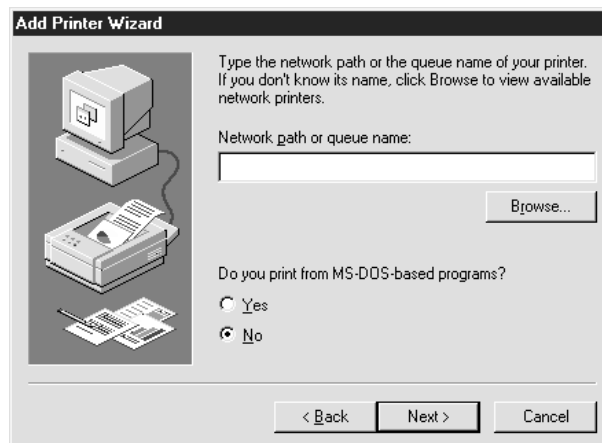 Add Printer Wizard
Type the network path or the queue name of your printer.
If you don't know its name, click Browse to view available
network printers.
Network path or queue name:
Browse...
Do you print from MS-DOS-based programs?
Yes
No
< Back
Next >
Cancel